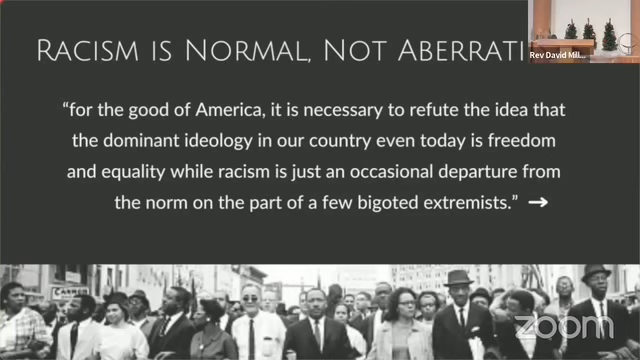 RACISM IS NORMAL, NOT
Rev David Mil...
“for the good of America, it is necessary to refute the idea that
the dominant ideology in our country even today is freedom
and equality while racism is just an occasional departure from
the norm on the part of a few bigoted extremists.” →
zoom